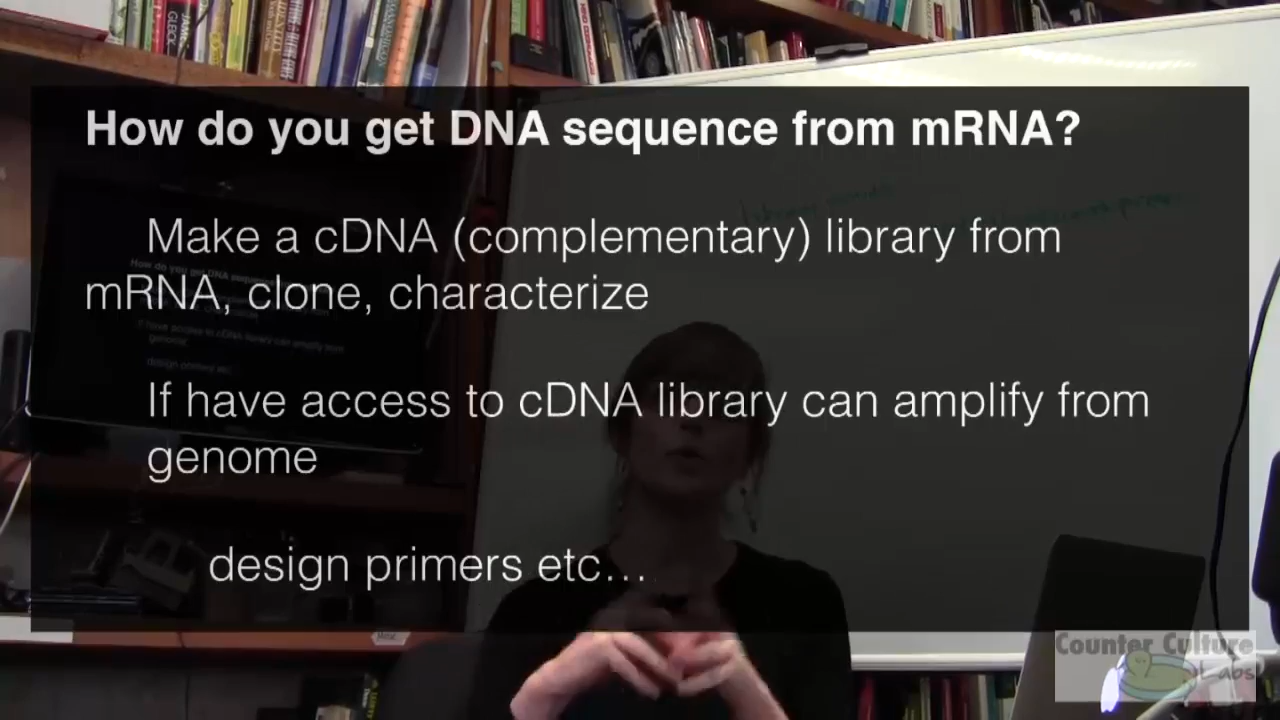 How do you get DNA sequence from mRNA?
Make a cDNA (complementary) library from
mRNA, clone, characterize
If have access to cDNA library can amplify from
genome
design primers etc...
Counter Culture
Labs